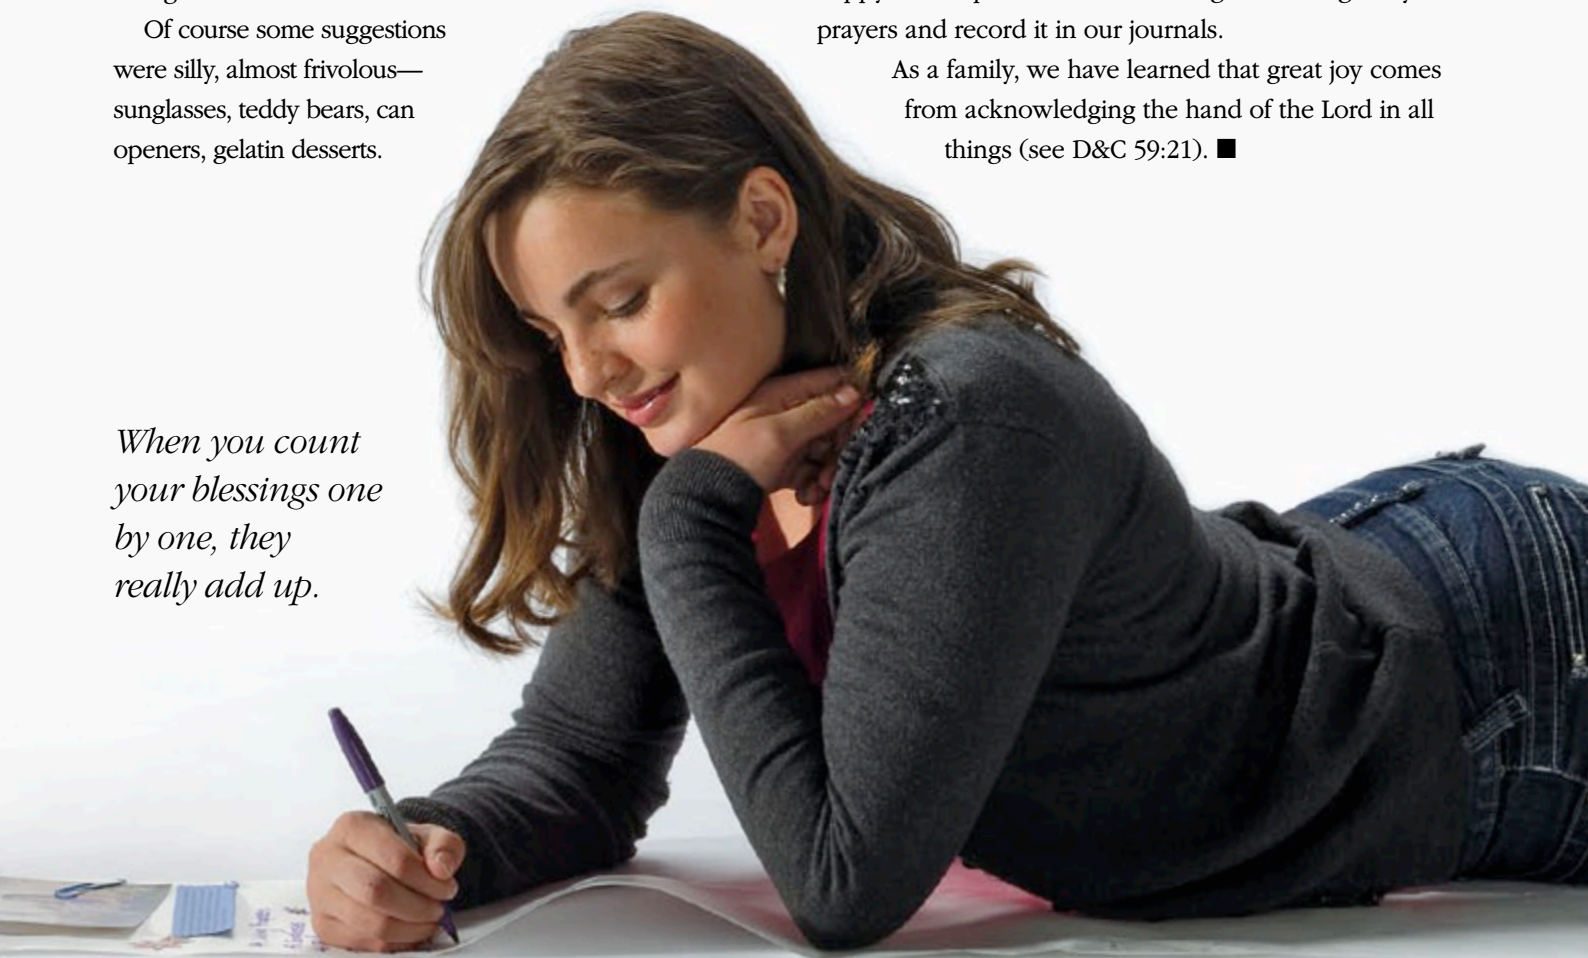 Of course some suggestions
were silly, almost frivolous—
sunglasses, teddy bears, can
openers, gelatin desserts.
When you count
your blessings one
by one, they
really add up.
prayers and record it in our journals.
As a family, we have learned that great joy comes
from acknowledging the hand of the Lord in all
things (see D&C 59:21). ■